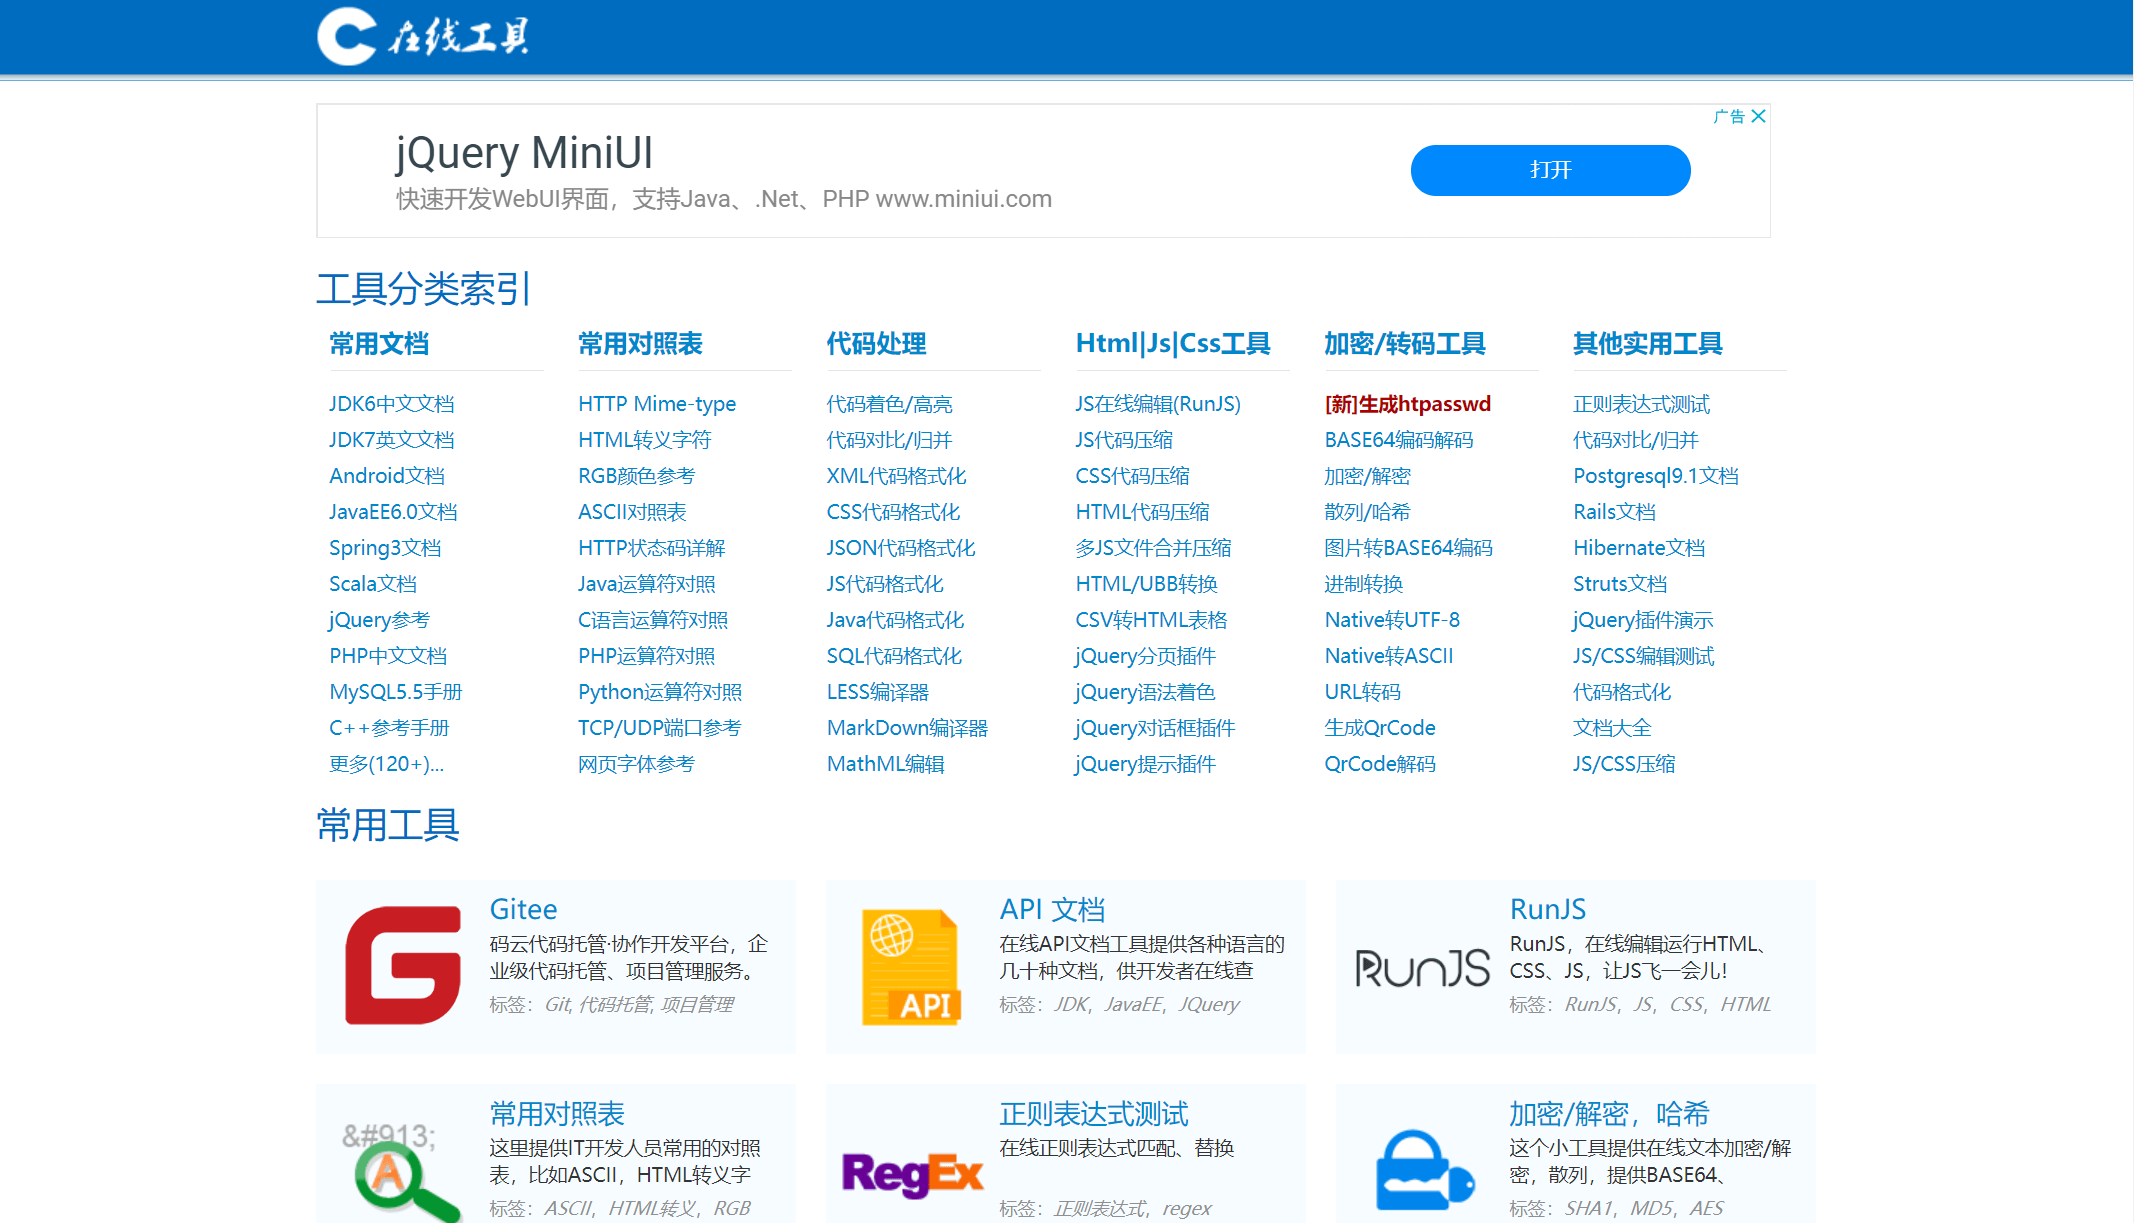 在线工具
广告
jQuery MiniUI
打开
快速开发WebUI界面，支持Java、.Net、PHP www.miniui.com
工具分类索引
常用文档
JDK6中文文档
JDK7英文文档
Android文档
JavaEE6.0文档
Spring3文档
Scala文档
jQuery参考
PHP中文文档
MySQL5.5手册
C++参考手册
更多(120+)...
常用对照表
HTTP Mime-type
HTML转义字符
RGB颜色参考
ASCII对照表
HTTP状态码详解
Java运算符对照
C语言运算符对照
PHP运算符对照
Python运算符对照
TCP/UDP端口参考
网页字体参考
代码处理
代码着色/高亮
代码对比/归并
XML代码格式化
CSS代码格式化
JSON代码格式化
JS代码格式化
Java代码格式化
SQL代码格式化
LESS编译器
MarkDown编译器
MathML编辑
Html|Js|Css工具
JS在线编辑(RunJS)
JS代码压缩
CSS代码压缩
HTML代码压缩
多JS文件合并压缩
HTML/UBB转换
CSV转HTML表格
jQuery分页插件
jQuery语法着色
jQuery对话框插件
jQuery提示插件
加密/转码工具
[新]生成htpasswd
BASE64编码解码
加密/解密
散列/哈希
图片转BASE64编码
进制转换
Native转UTF-8
Native转ASCII
URL转码
生成QrCode
QrCode解码
其他实用工具
正则表达式测试
代码对比/归并
Postgresql9.1文档
Rails文档
Hibernate文档
Struts文档
jQuery插件演示
JS/CSS编辑测试
代码格式化
文档大全
JS/CSS压缩
常用工具
Gitee
码云代码托管·协作开发平台，企
业级代码托管、项目管理服务。
标签：Git, 代码托管, 项目管理
API
API 文档
在线API文档工具提供各种语言的
几十种文档，供开发者在线查
标签：JDK，JavaEE，JQuery
RunJS
RunJS
RunJS，在线编辑运行HTML、
CSS、JS，让JS飞一会儿！
标签：RunJS，JS，CSS，HTML
&#913;
A
常用对照表
这里提供IT开发人员常用的对照
表，比如ASCII，HTML转义字
标签：ASCII，HTML转义，RGB
RegEx
正则表达式测试
在线正则表达式匹配、替换
标签：正则表达式，regex
加密/解密，哈希
这个小工具提供在线文本加密/解
密，散列，提供BASE64、
标签：SHA1，MD5，AES